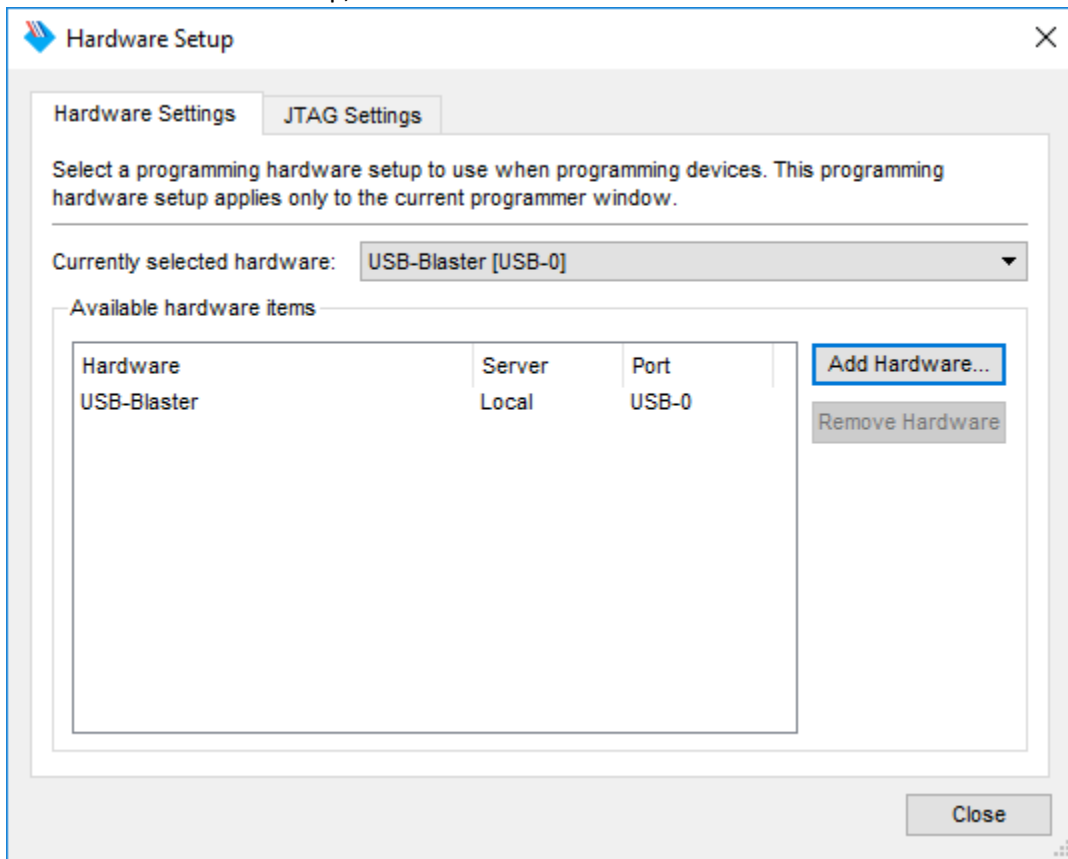 Hardware Setup
Hardware Settings
JTAG Settings
Select a programming hardware setup to use when programming devices. This programming
hardware setup applies only to the current programmer window.
Currently selected hardware: USB-Blaster [USB-0]
Available hardware items
Hardware Server Port
USB-Blaster Local USB-0
Add Hardware...
Remove Hardware
Close